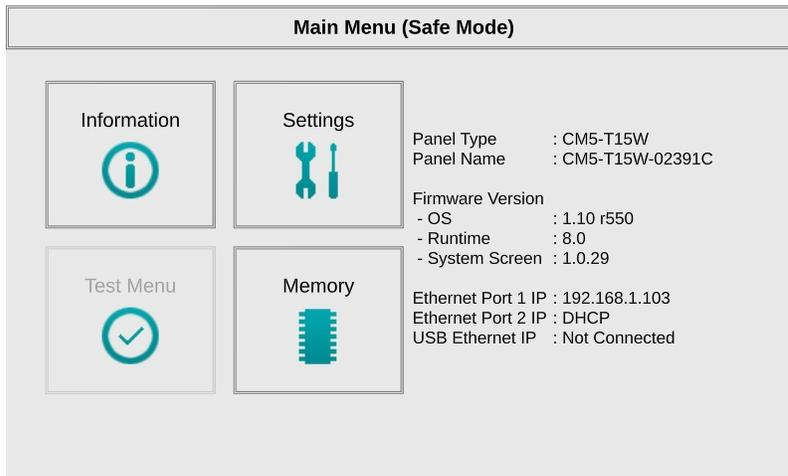 Main Menu (Safe Mode)
Information
Settings
Test Menu
Memory
Panel Type : CM5-T15W
Panel Name : CM5-T15W-02391C
Firmware Version
- OS : 1.10 r550
- Runtime : 8.0
- System Screen : 1.0.29
Ethernet Port 1 IP : 192.168.1.103
Ethernet Port 2 IP : DHCP
USB Ethernet IP : Not Connected